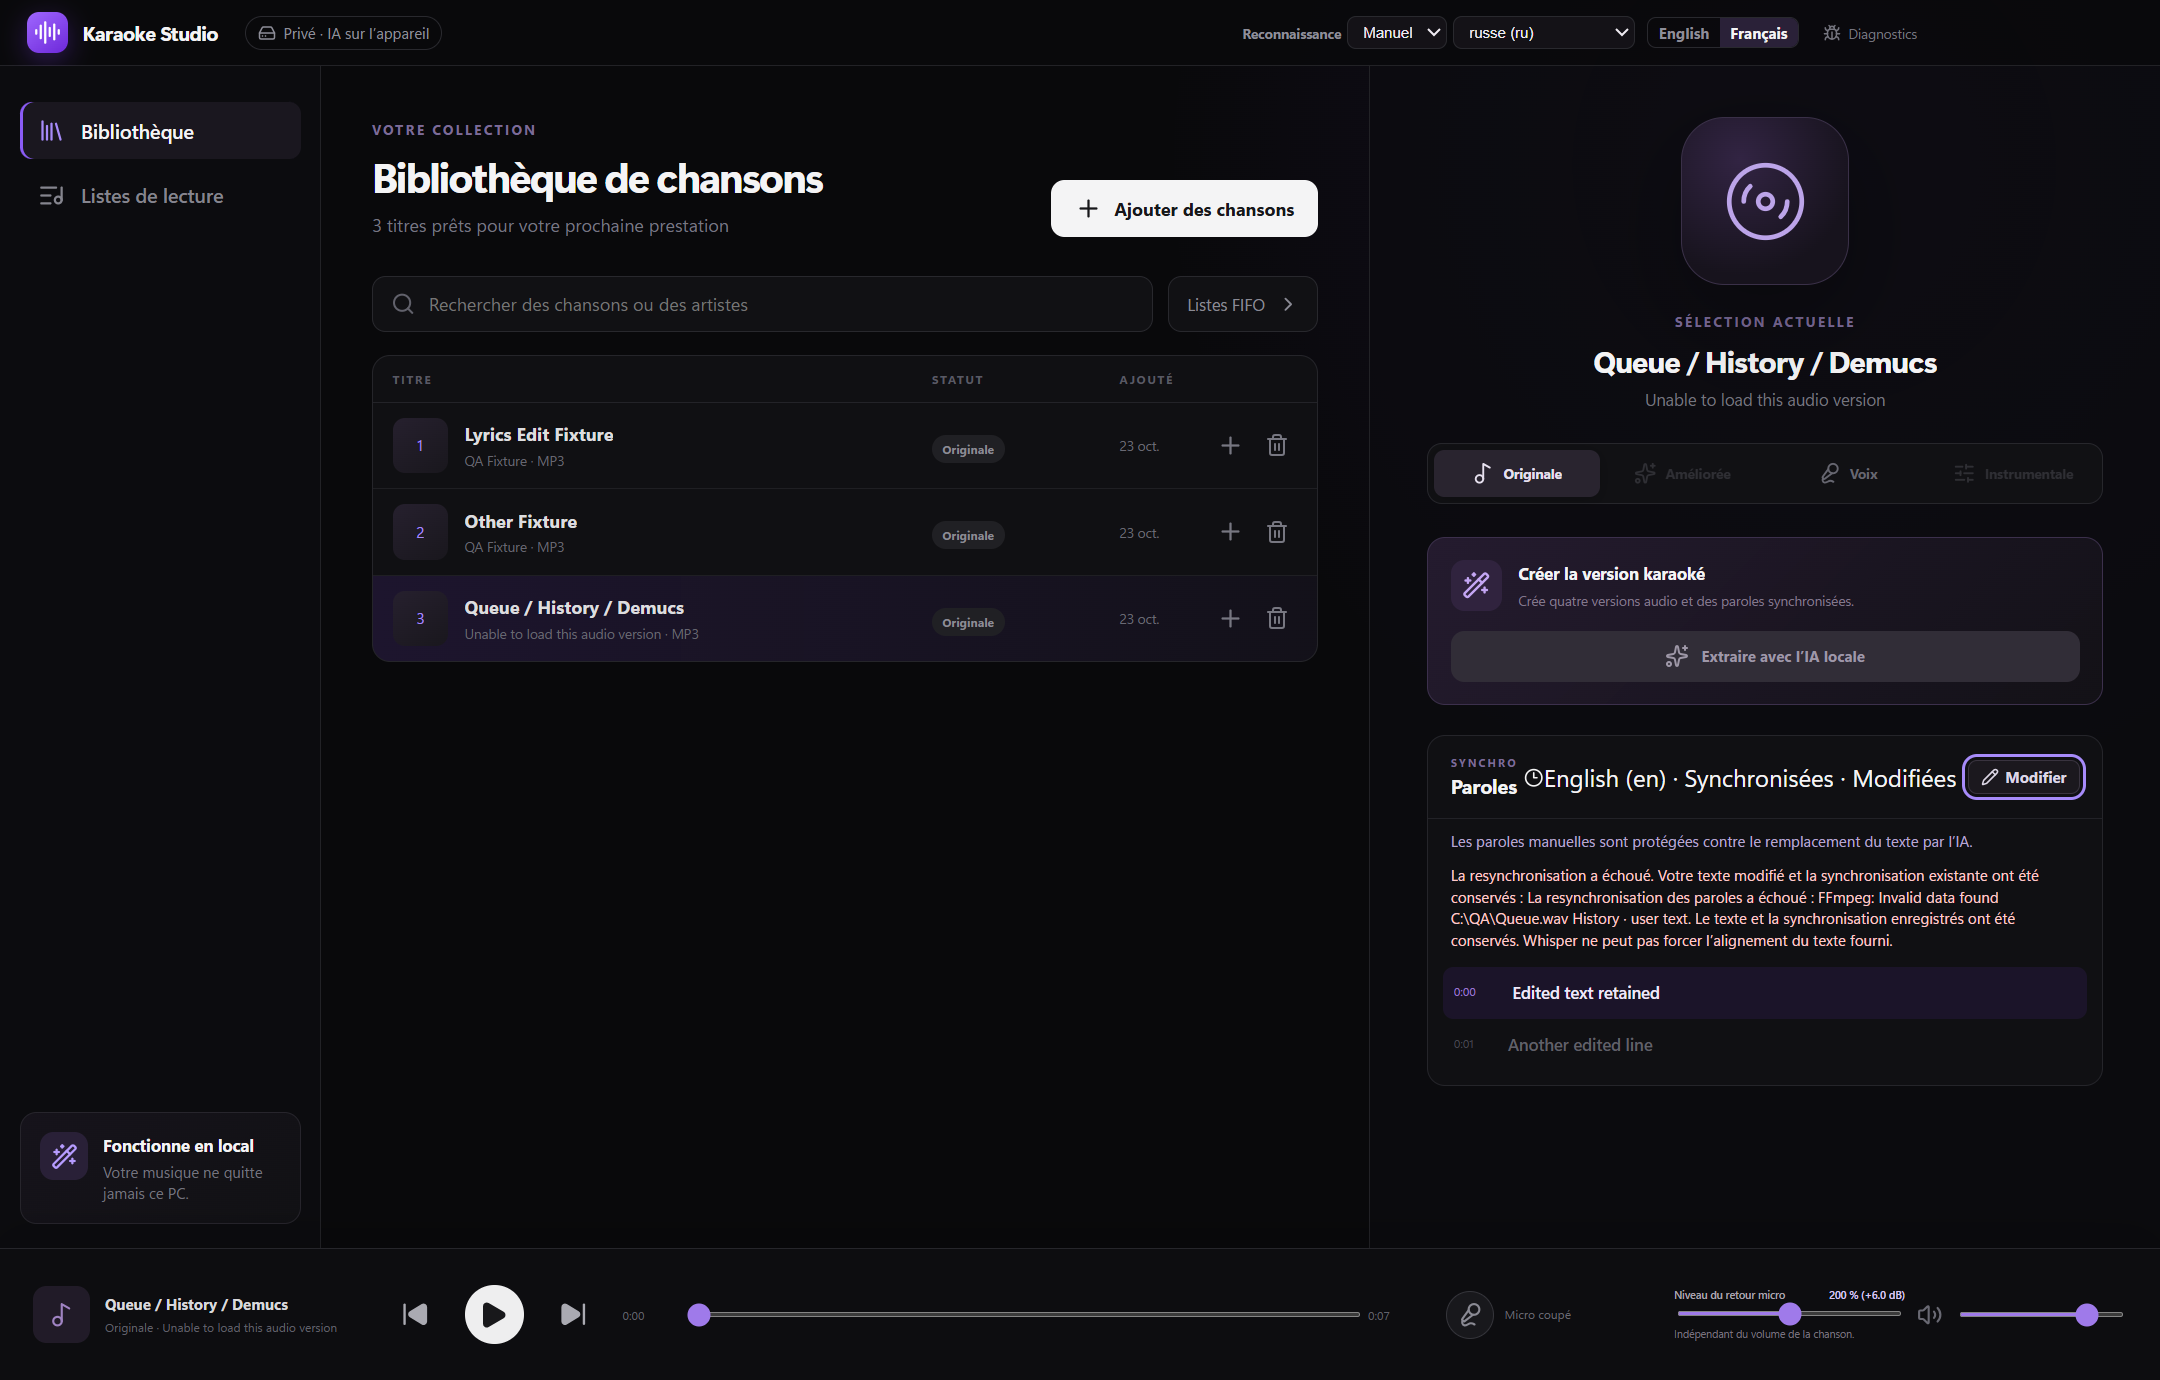 Karaoke Studio
Privé · IA sur l'appareil
Reconnaissance
Manuel
russe (ru)
English
Français
Diagnostics
Bibliothèque
Listes de lecture
VOTRE COLLECTION
Bibliothèque de chansons
3 titres prêts pour votre prochaine prestation
Ajouter des chansons
Rechercher des chansons ou des artistes
Listes FIFO
TITRE
STATUT
AJOUTÉ
1
Lyrics Edit Fixture
QA Fixture · MP3
Originale
23 oct.
2
Other Fixture
QA Fixture · MP3
Originale
23 oct.
3
Queue / History / Demucs
Unable to load this audio version · MP3
Originale
23 oct.
SÉLECTION ACTUELLE
Queue / History / Demucs
Unable to load this audio version
Originale
Améliorée
Voix
Instrumentale
Créer la version karaoké
Crée quatre versions audio et des paroles synchronisées.
Extraire avec l'IA locale
SYNCHRO
Paroles
English (en) · Synchronisées · Modifiées
Modifier
Les paroles manuelles sont protégées contre le remplacement du texte par l'IA.
La resynchronisation a échoué. Votre texte modifié et la synchronisation existante ont été
conservés : La resynchronisation des paroles a échoué : FFmpeg: Invalid data found
C:\QA\Queue.wav History · user text. Le texte et la synchronisation enregistrés ont été
conservés. Whisper ne peut pas forcer l'alignement du texte fourni.
0:00
Edited text retained
0:01
Another edited line
Fonctionne en local
Votre musique ne quitte
jamais ce PC.
Queue / History / Demucs
Originale · Unable to load this audio version
0:00
0:07
Micro coupé
Niveau du retour micro
200 % (+6.0 dB)
Indépendant du volume de la chanson.